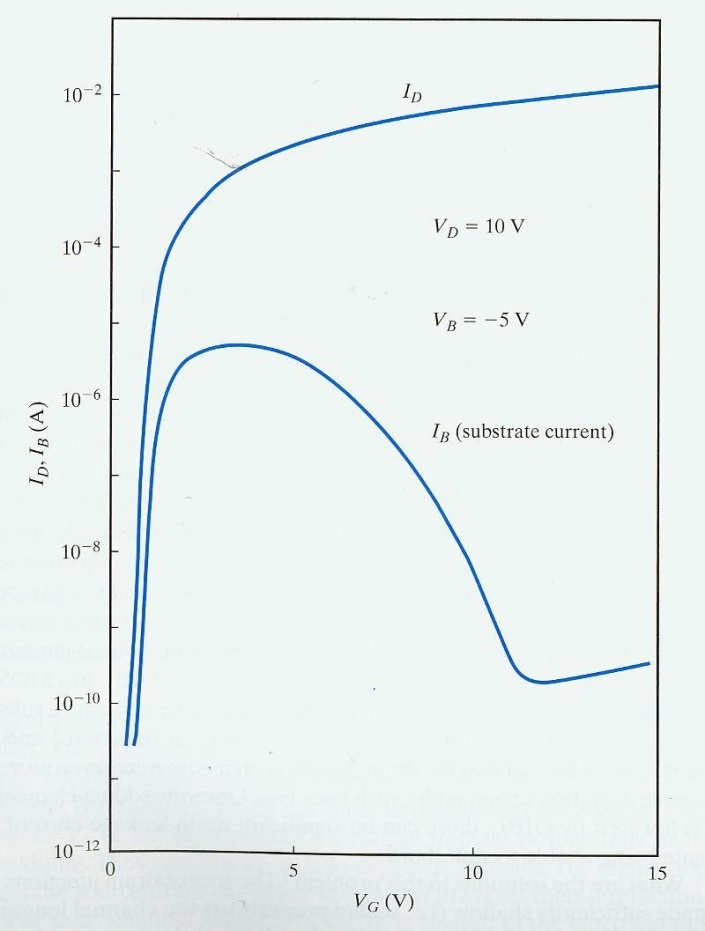 10⁻²
10⁻⁴
10⁻⁶
10⁻⁸
10⁻¹⁰
10⁻¹²
I_D, I_B (A)
I_D
V_D = 10 V
V_B = −5 V
I_B (substrate current)
0
5
10
15
V_G (V)